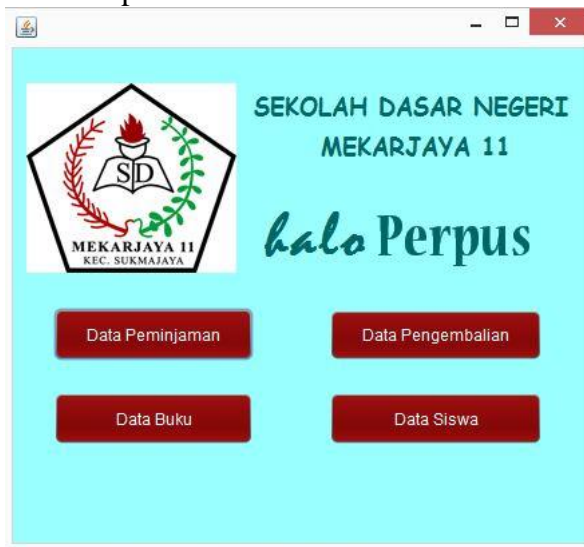 SEKOLAH DASAR NEGERI
MEKARJAYA 11
SD
MEKARJAYA 11
KEC. SUKMAJAYA
halo Perpus
Data Peminjaman
Data Pengembalian
Data Buku
Data Siswa